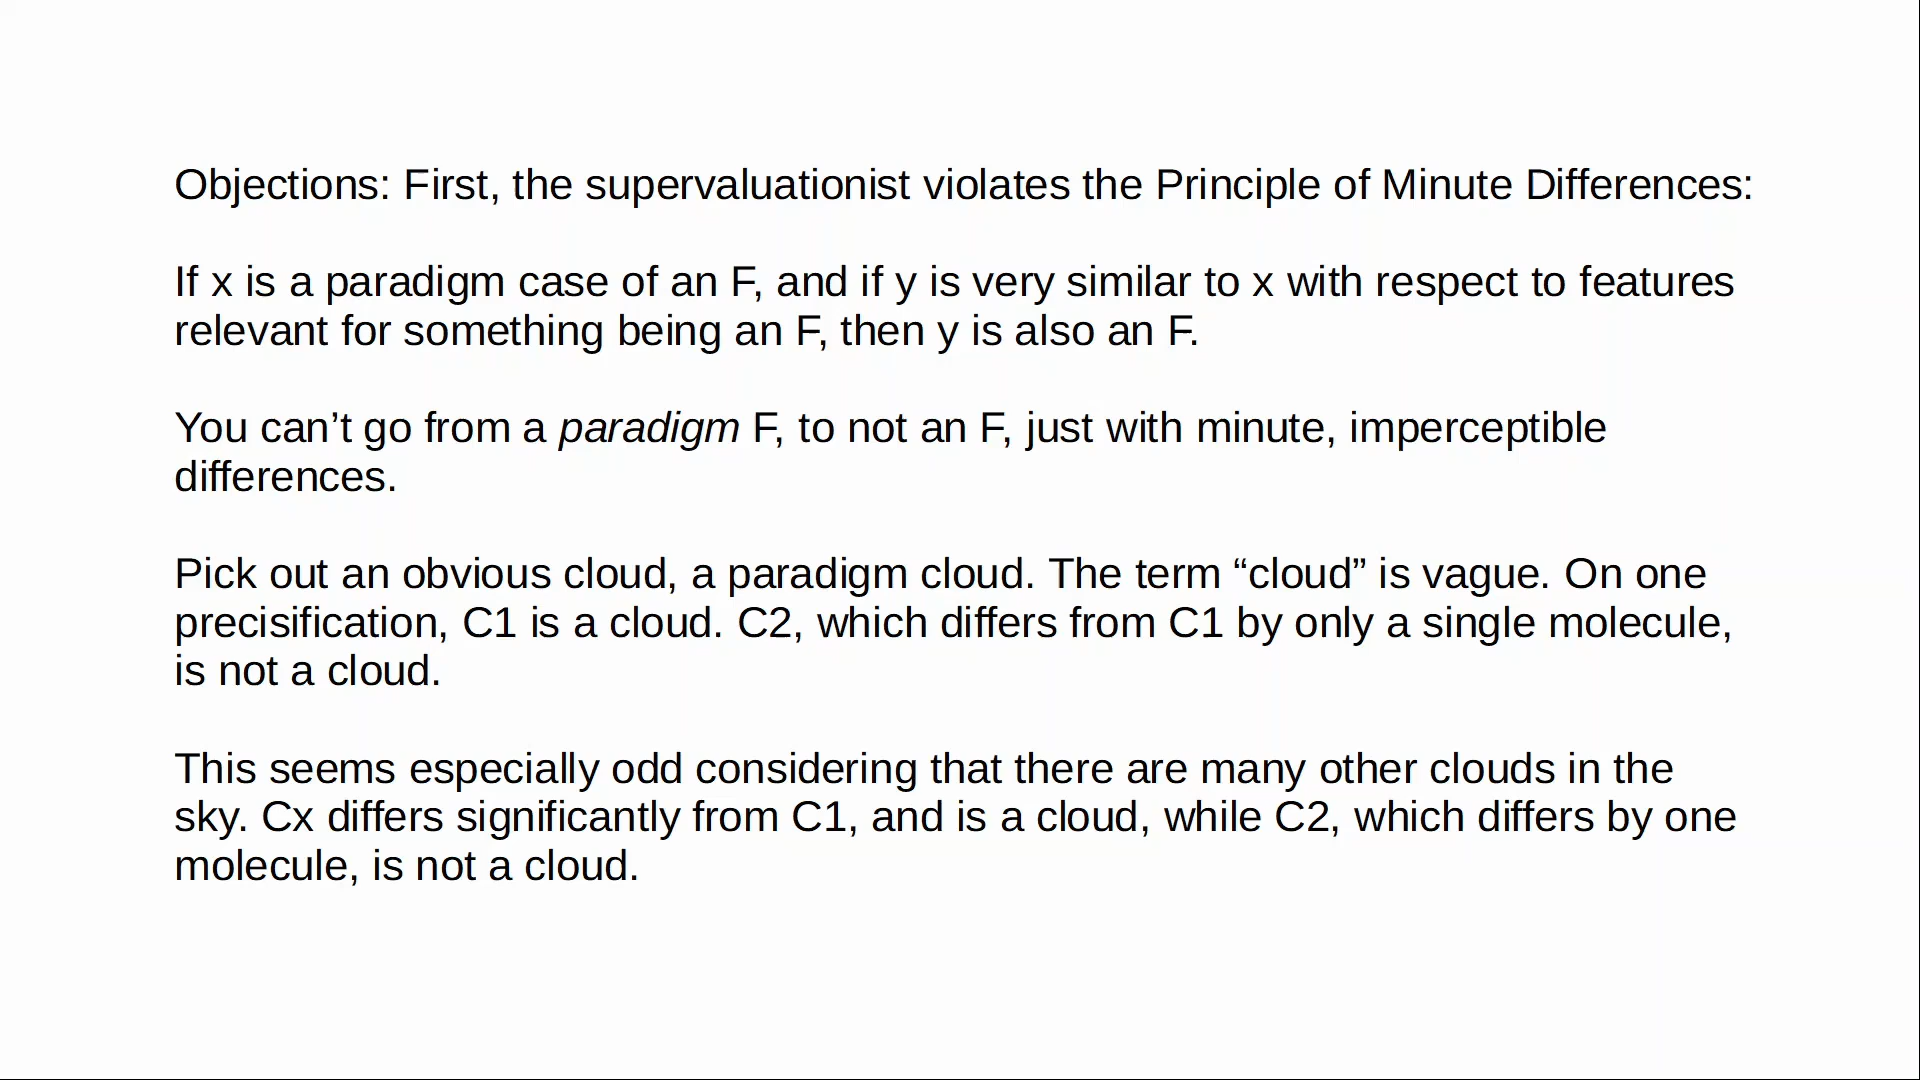 Objections: First, the supervaluationist violates the Principle of Minute Differences:
If x is a paradigm case of an F, and if y is very similar to x with respect to features
relevant for something being an F, then y is also an F.
You can’t go from a paradigm F, to not an F, just with minute, imperceptible
differences.
Pick out an obvious cloud, a paradigm cloud. The term “cloud” is vague. On one
precisification, C1 is a cloud. C2, which differs from C1 by only a single molecule,
is not a cloud.
This seems especially odd considering that there are many other clouds in the
sky. Cx differs significantly from C1, and is a cloud, while C2, which differs by one
molecule, is not a cloud.